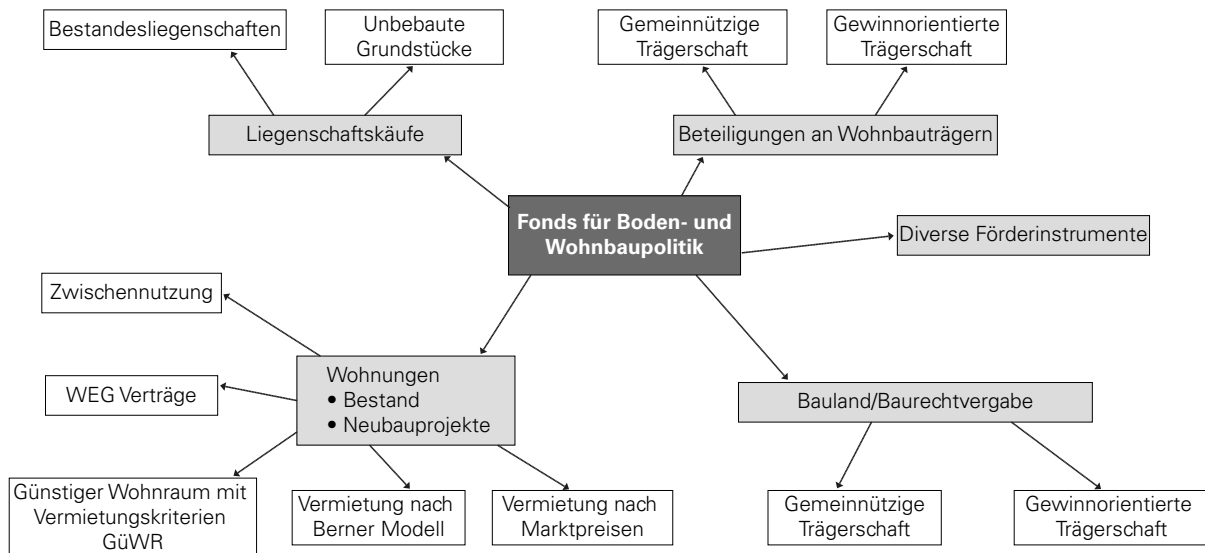 Bestandesliegenschaften
Unbebaute
Grundstücke
Gemeinnützige
Trägerschaft
Gewinnorientierte
Trägerschaft
Liegenschaftskäufe
Beteiligungen an Wohnbauträgern
Fonds für Boden- und
Wohnbaupolitik
Diverse Förderinstrumente
Zwischennutzung
WEG Verträge
Wohnungen
• Bestand
• Neubauprojekte
Bauland/Baurechtvergabe
Günstiger Wohnraum mit
Vermietungskriterien
GüWR
Vermietung nach
Berner Modell
Vermietung nach
Marktpreisen
Gemeinnützige
Trägerschaft
Gewinnorientierte
Trägerschaft